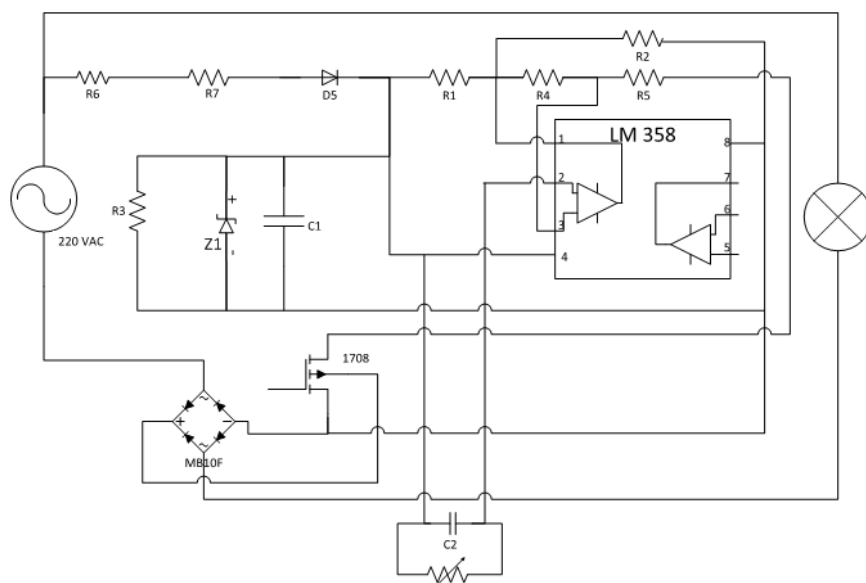 R2
R6
R7
D5
R1
R4
R5
LM 358
1
8
2
7
3
6
4
5
R3
+
Z1
-
C1
220 VAC
1708
~
+
−
~
MB10F
C2